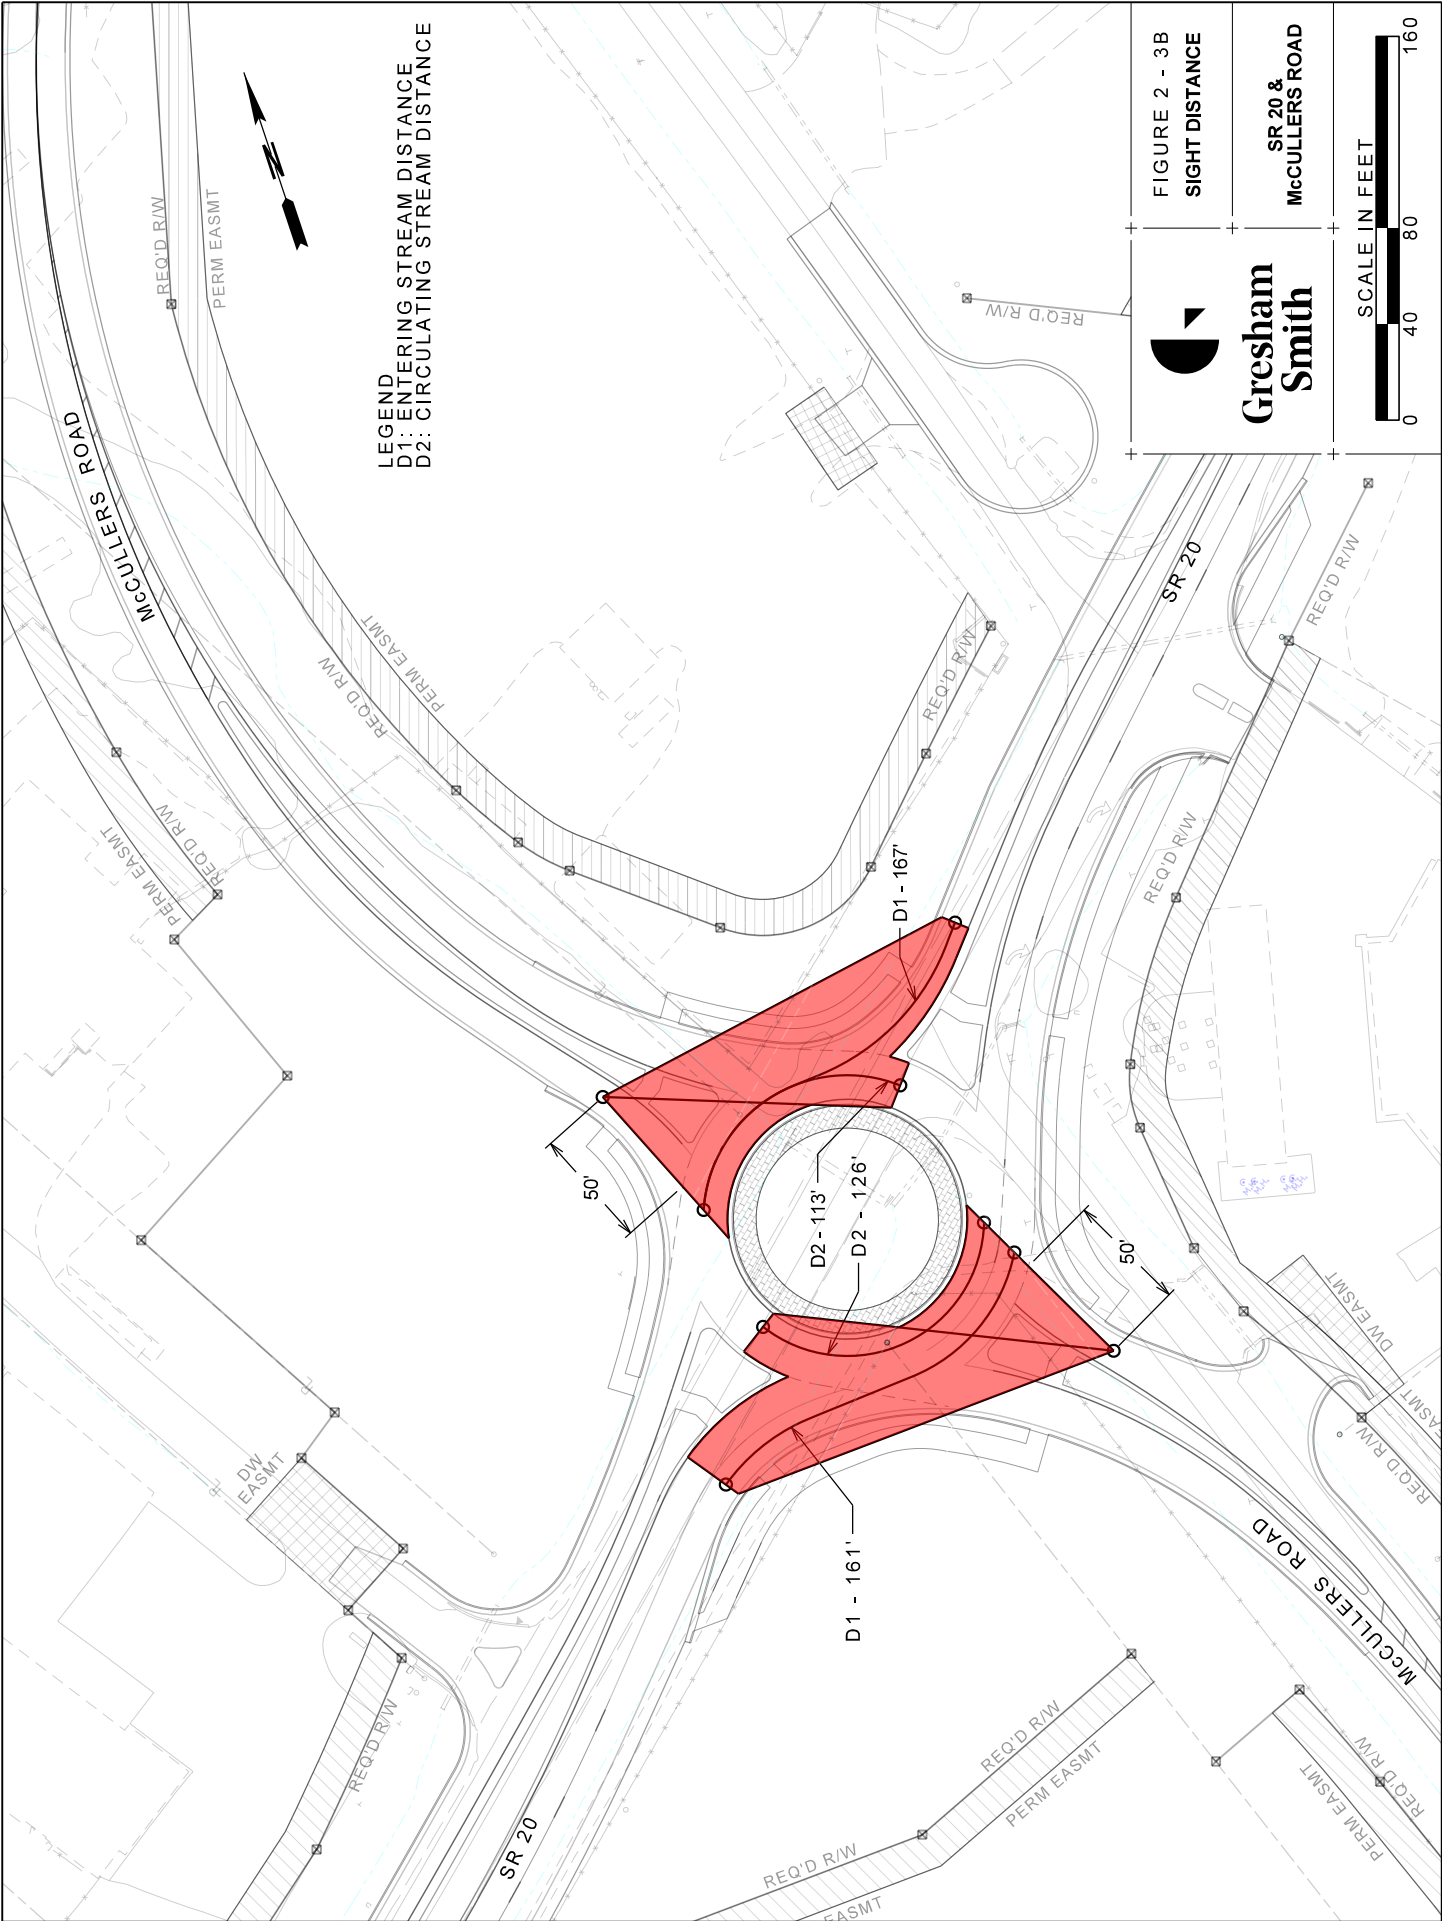 REQ'D R/W
PERM EASMT
McCULLERS ROAD
LEGEND
D1: ENTERING STREAM DISTANCE
D2: CIRCULATING STREAM DISTANCE
N
FIGURE 2 - 3B
SIGHT DISTANCE
SR 20 &
McCULLERS ROAD
Gresham
Smith
SCALE IN FEET
0
40
80
160
REQ'D R/W
SR 20
REQ'D R/W
REQ'D R/W
PERM EASMT
REQ'D R/W
REQ'D R/W
PERM EASMT
REQ'D R/W
D1 - 167'
50'
D2 - 113'
D2 - 126'
50'
D1 - 161'
DW
EASMT
DW EASMT
EASMT
REQ'D R/W
McCULLERS ROAD
REQ'D R/W
SR 20
REQ'D R/W
PERM EASMT
REQ'D R/W
PERM EASMT
REQ'D R/W
EASMT